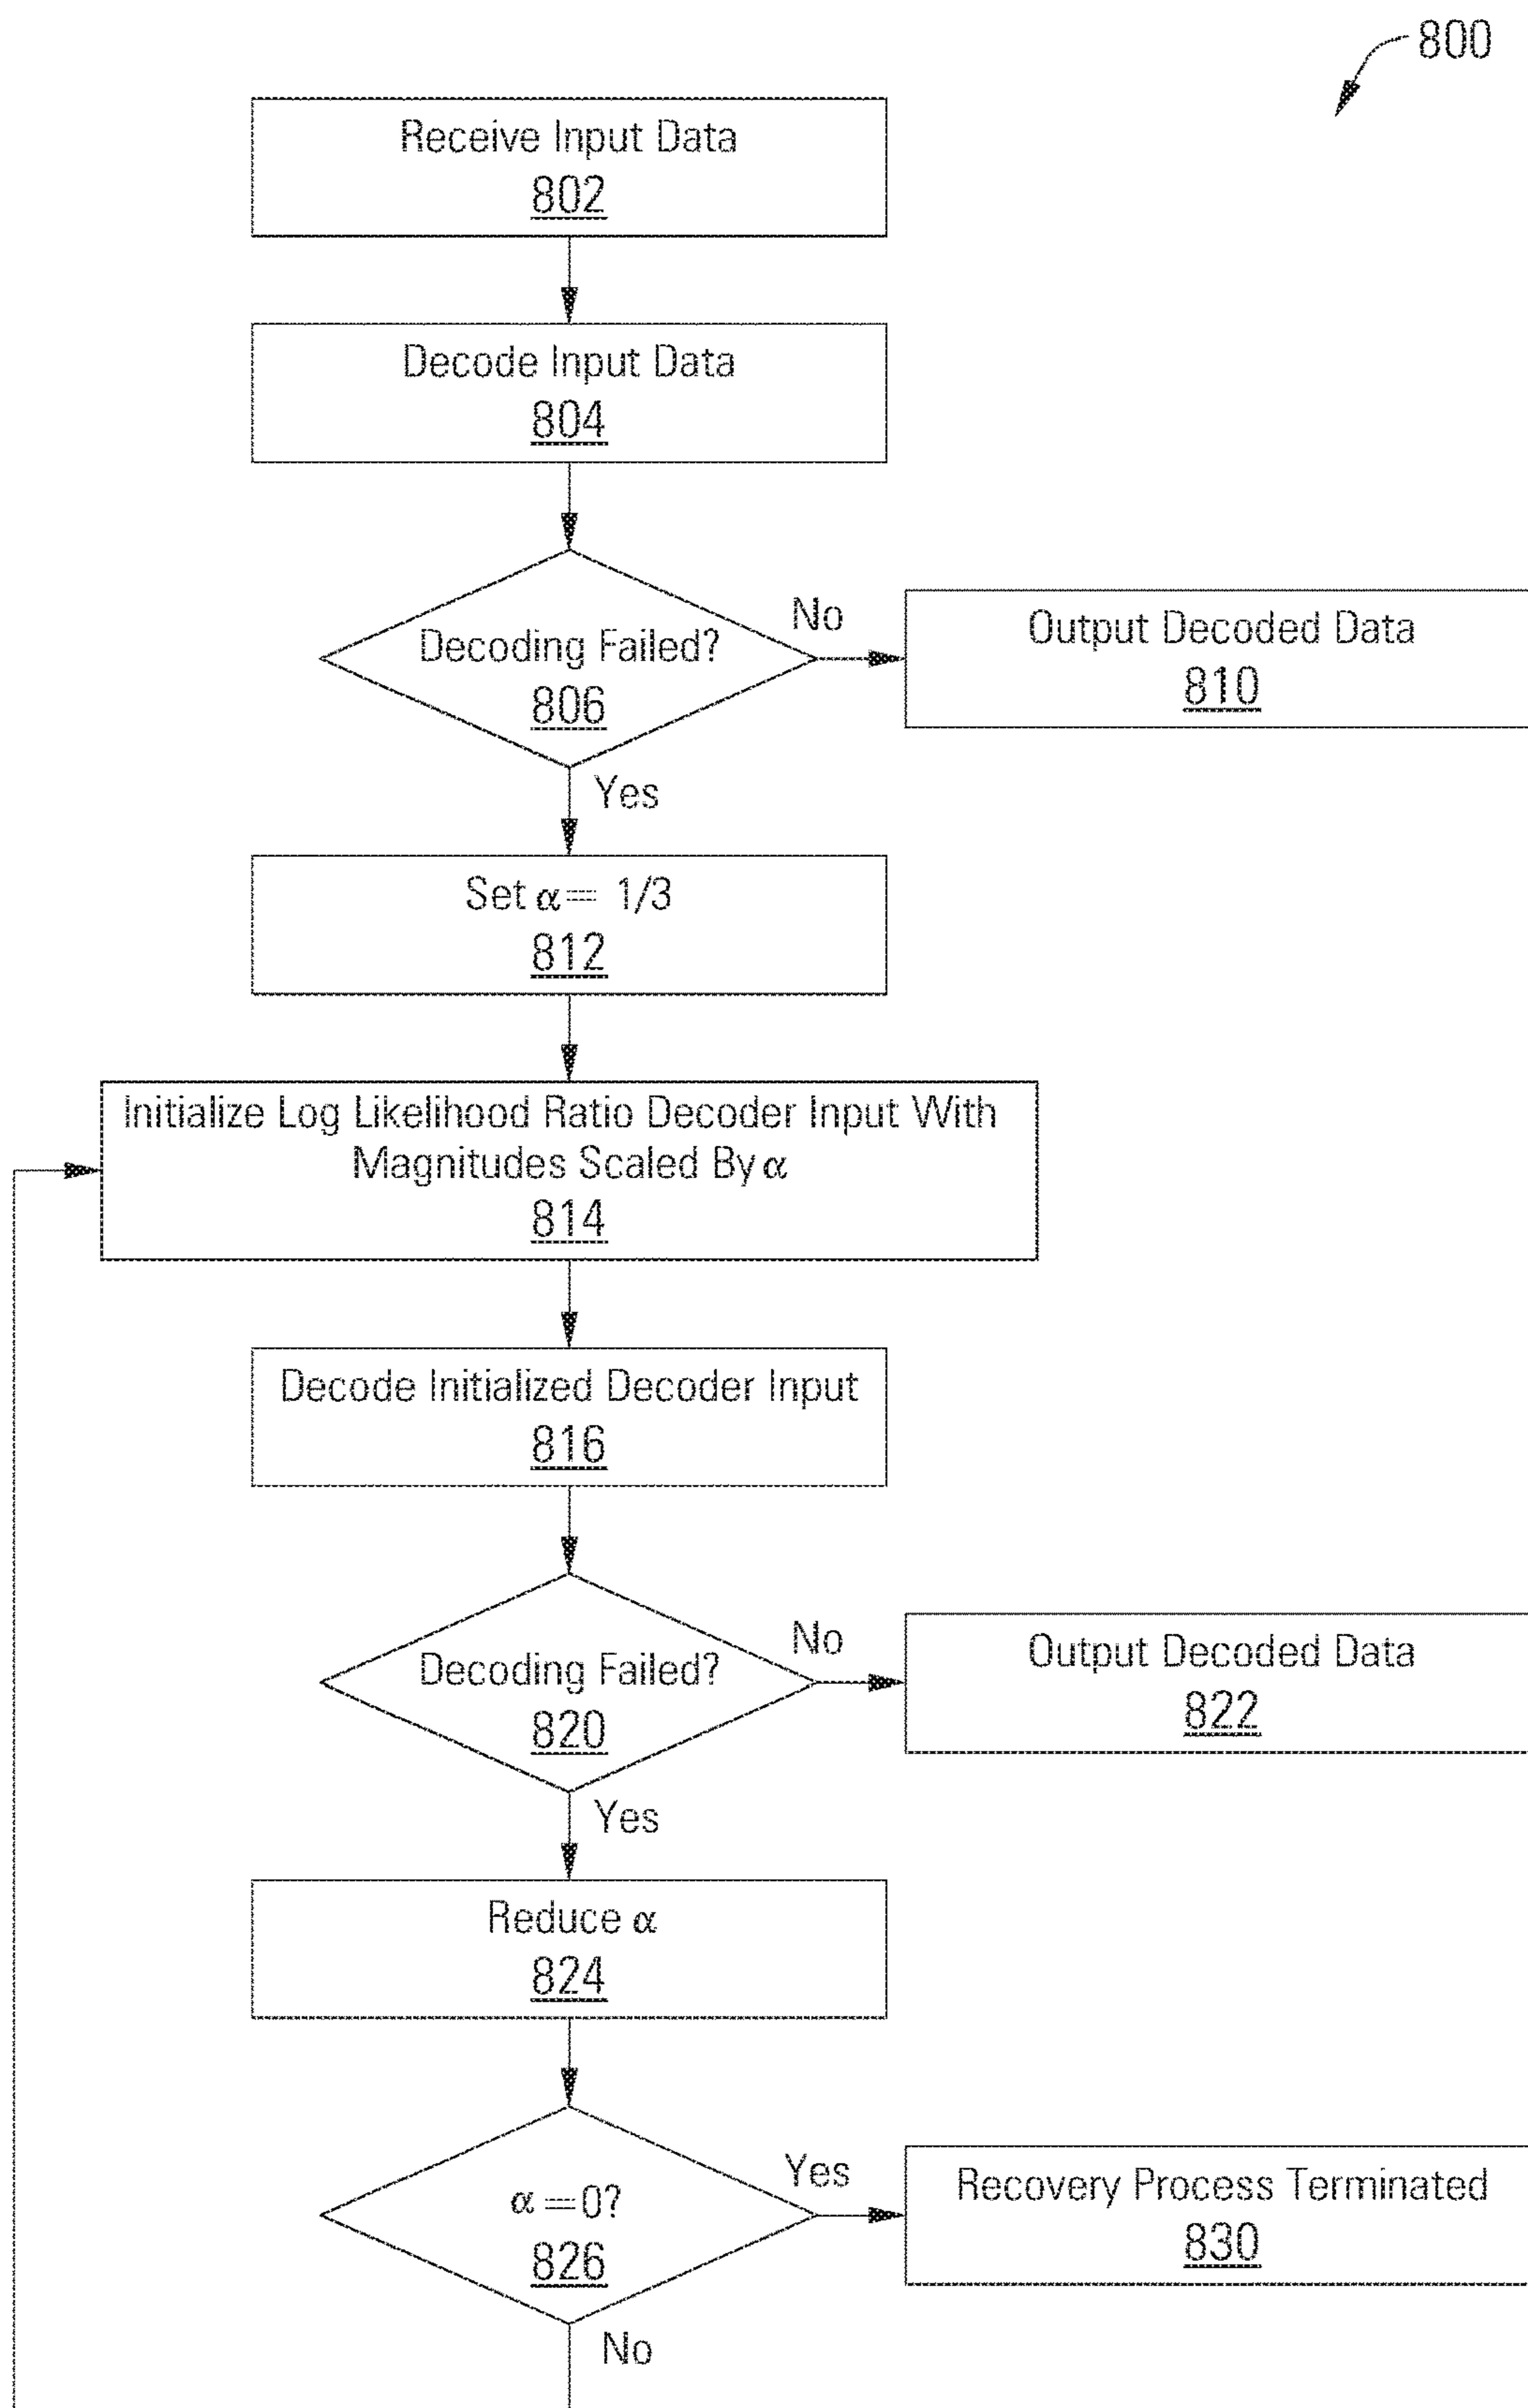 800
Receive Input Data
802
Decode Input Data
804
Decoding Failed?
806
No
Output Decoded Data
810
Yes
Set α = 1/3
812
Initialize Log Likelihood Ratio Decoder Input With
Magnitudes Scaled By α
814
Decode Initialized Decoder Input
816
Decoding Failed?
820
No
Output Decoded Data
822
Yes
Reduce α
824
α = 0?
826
Yes
Recovery Process Terminated
830
No